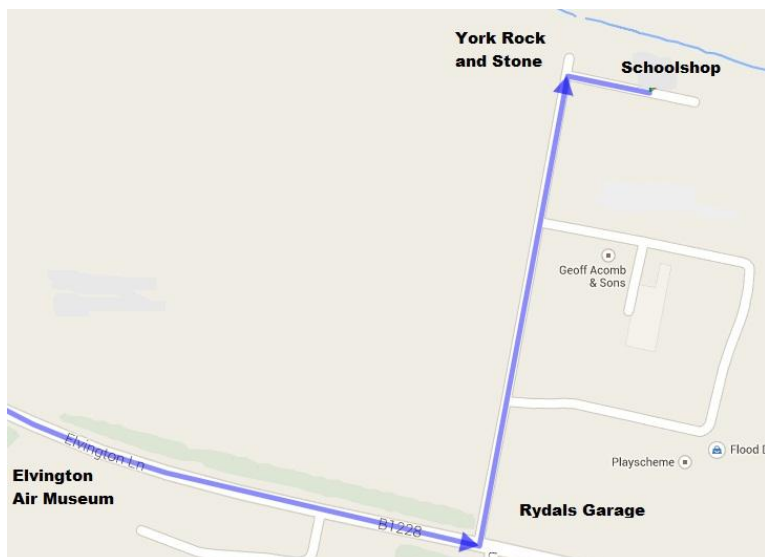 York Rock
and Stone
Schoolshop
Geoff Acomb
& Sons
Elvington Ln
Playscheme
Flood D
Elvington
Air Museum
B1228
Rydals Garage